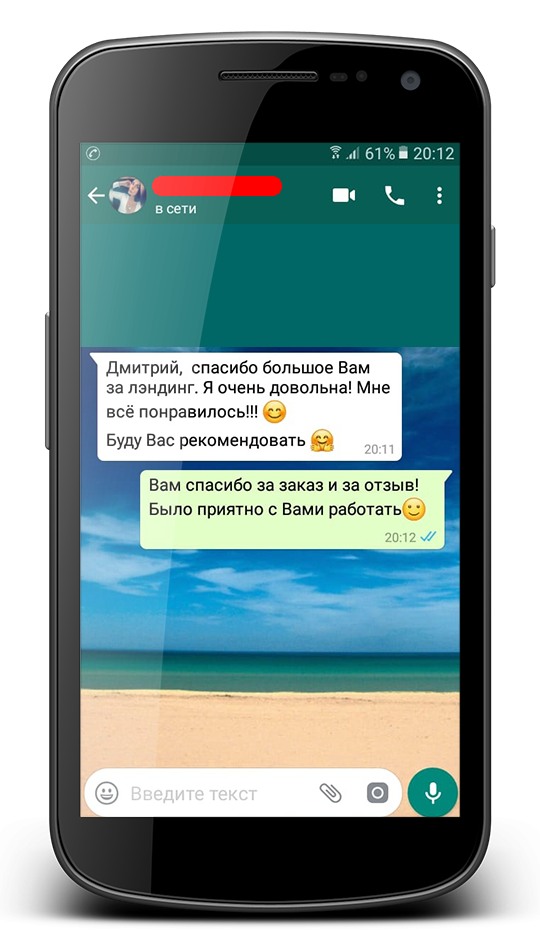 61% 20:12
в сети
Дмитрий, спасибо большое Вам
за лэндинг. Я очень довольна! Мне
всё понравилось!!! 😊
Буду Вас рекомендовать 🤗
20:11
Вам спасибо за заказ и за отзыв!
Было приятно с Вами работать🙂
20:12
Введите текст